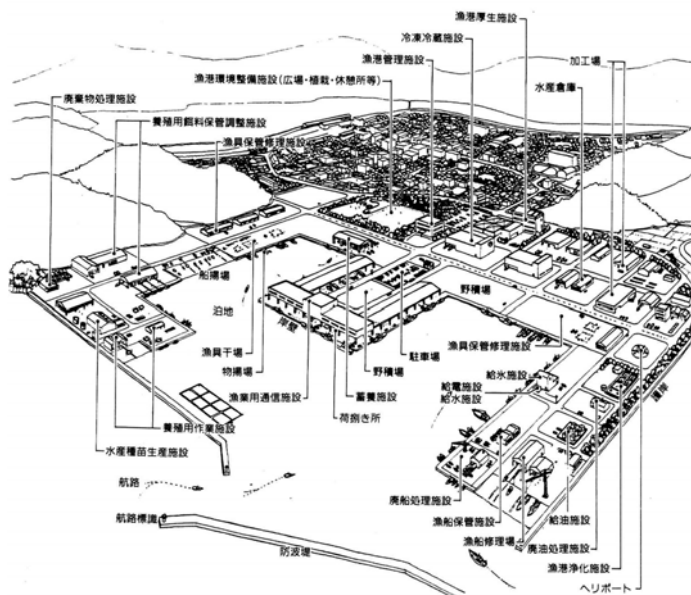 漁港厚生施設
冷凍冷蔵施設
漁港管理施設
加工場
漁港環境整備施設(広場・植栽・休憩所等)
水産倉庫
廃棄物処理施設
養殖用餌料保管調整施設
漁具保管修理施設
船揚場
泊地
岸壁
野積場
漁具干場
物揚場
駐車場
漁具保管修理施設
漁業用通信施設
蓄養施設
野積場
給氷施設
給電施設
給水施設
護岸
荷捌き所
養殖用作業施設
水産種苗生産施設
航路
廃船処理施設
漁船保管施設
給油施設
航路標識
漁船修理場
廃油処理施設
防波堤
漁港浄化施設
ヘリポート